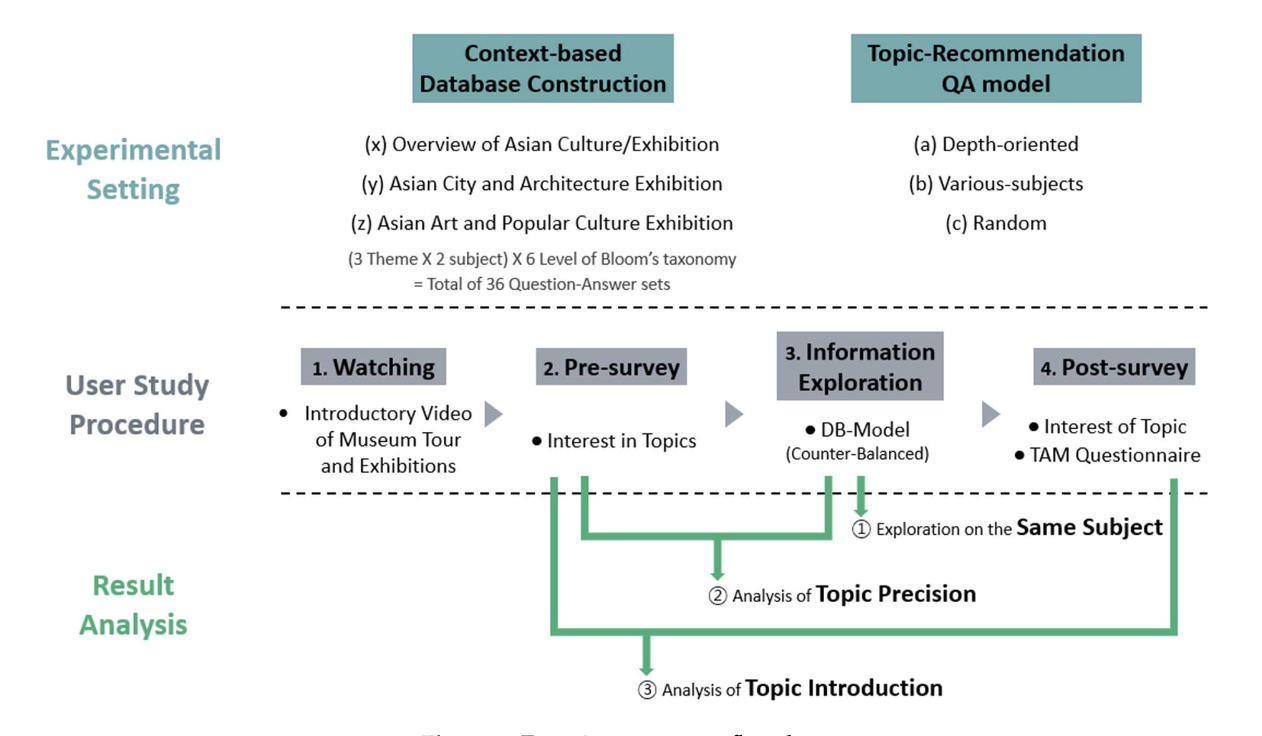 Context-based
Database Construction
Topic-Recommendation
QA model
Experimental
Setting
(x) Overview of Asian Culture/Exhibition
(y) Asian City and Architecture Exhibition
(z) Asian Art and Popular Culture Exhibition
(3 Theme X 2 subject) X 6 Level of Bloom’s taxonomy
= Total of 36 Question-Answer sets
(a) Depth-oriented
(b) Various-subjects
(c) Random
User Study
Procedure
1. Watching
• Introductory Video
of Museum Tour
and Exhibitions
2. Pre-survey
• Interest in Topics
3. Information
Exploration
• DB-Model
(Counter-Balanced)
4. Post-survey
• Interest of Topic
• TAM Questionnaire
Result
Analysis
① Exploration on the Same Subject
② Analysis of Topic Precision
③ Analysis of Topic Introduction